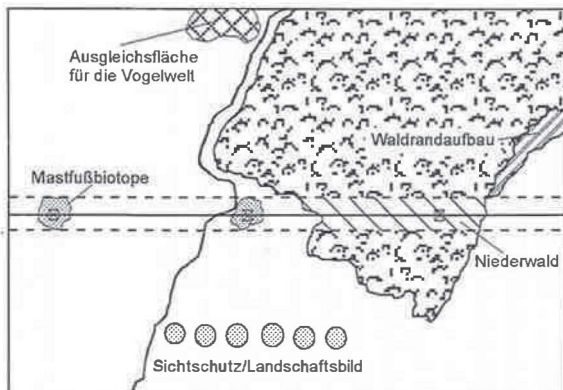 Ausgleichsfläche
für die Vogelwelt
Waldrandaufbau
Mastfußbiotope
Niederwald
Sichtschutz/Landschaftsbild